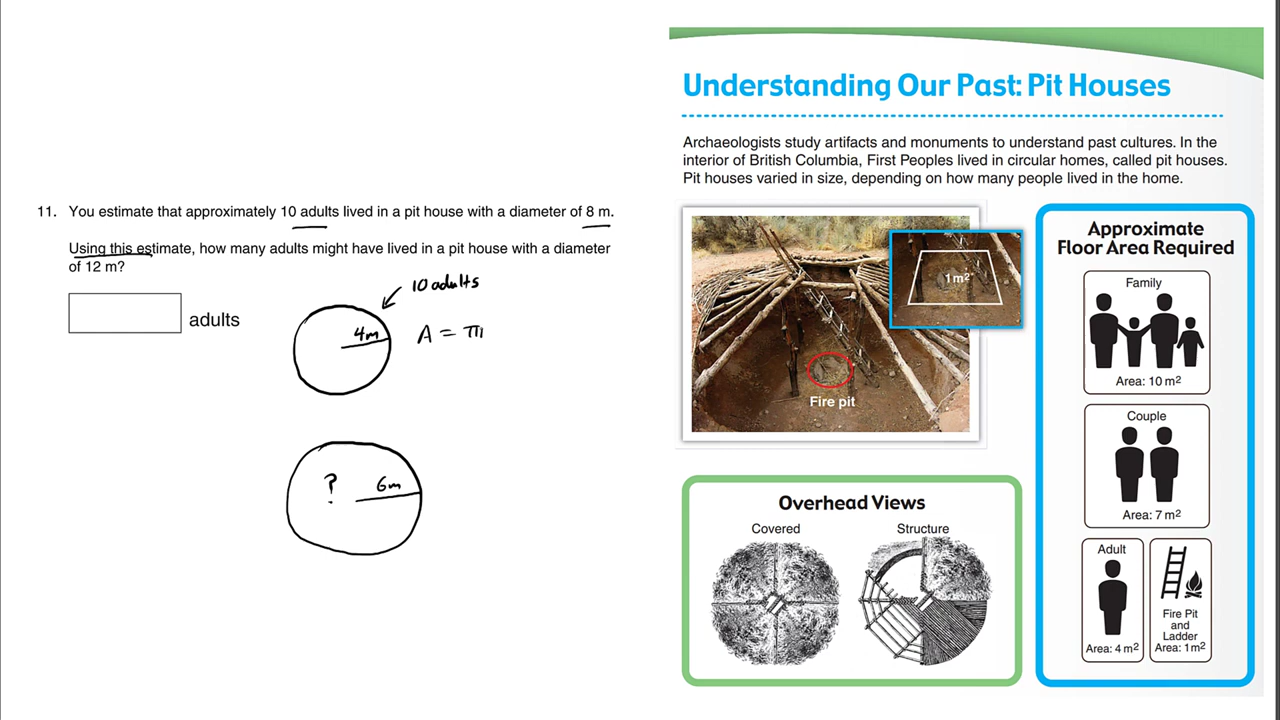 11. You estimate that approximately 10 adults lived in a pit house with a diameter of 8 m.
Using this estimate, how many adults might have lived in a pit house with a diameter
of 12 m?
adults
10 adults
4m
A = π
? 6m
Understanding Our Past: Pit Houses
Archaeologists study artifacts and monuments to understand past cultures. In the
interior of British Columbia, First Peoples lived in circular homes, called pit houses.
Pit houses varied in size, depending on how many people lived in the home.
1 m²
Fire pit
Overhead Views
Covered
Structure
Approximate
Floor Area Required
Family
Area: 10 m²
Couple
Area: 7 m²
Adult
Area: 4 m²
Fire Pit
and
Ladder
Area: 1m²